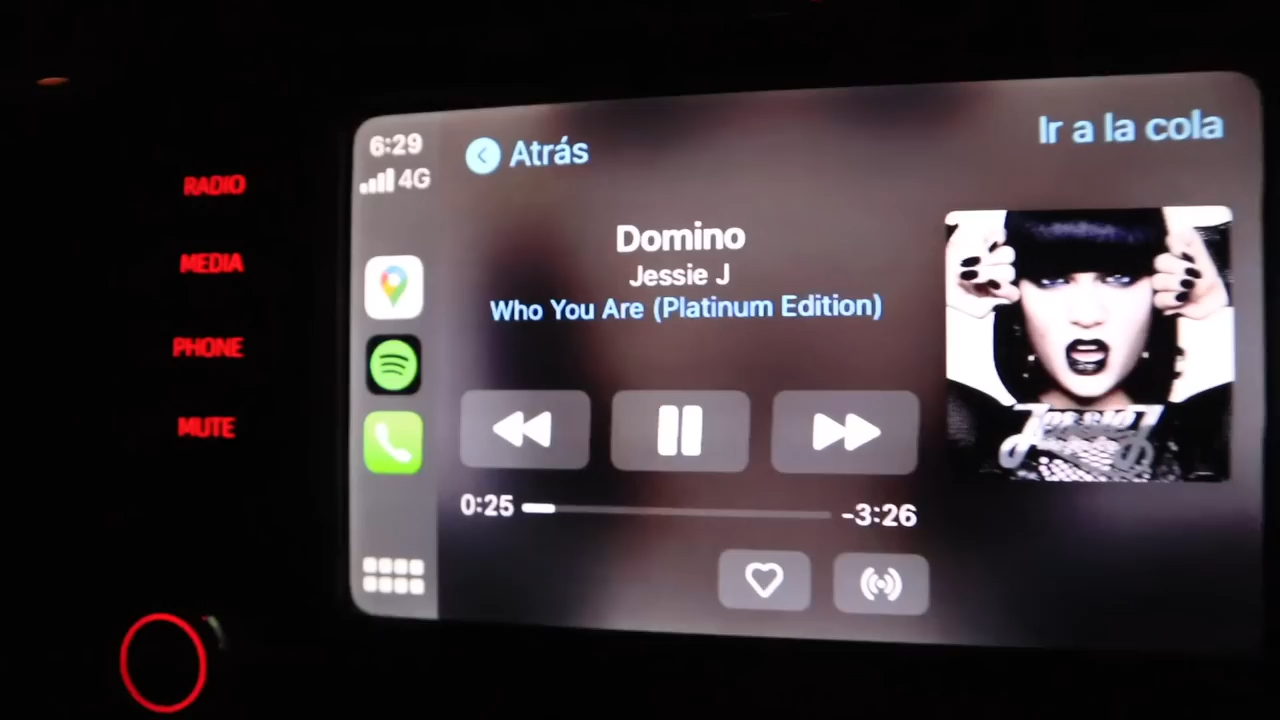 RADIO
MEDIA
PHONE
MUTE
6:29
4G
Atrás
Ir a la cola
Domino
Jessie J
Who You Are (Platinum Edition)
0:25
-3:26
Jessie J